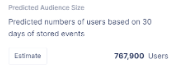 Predicted Audience Size
Predicted numbers of users based on 30
days of stored events
Estimate 767,900 Users